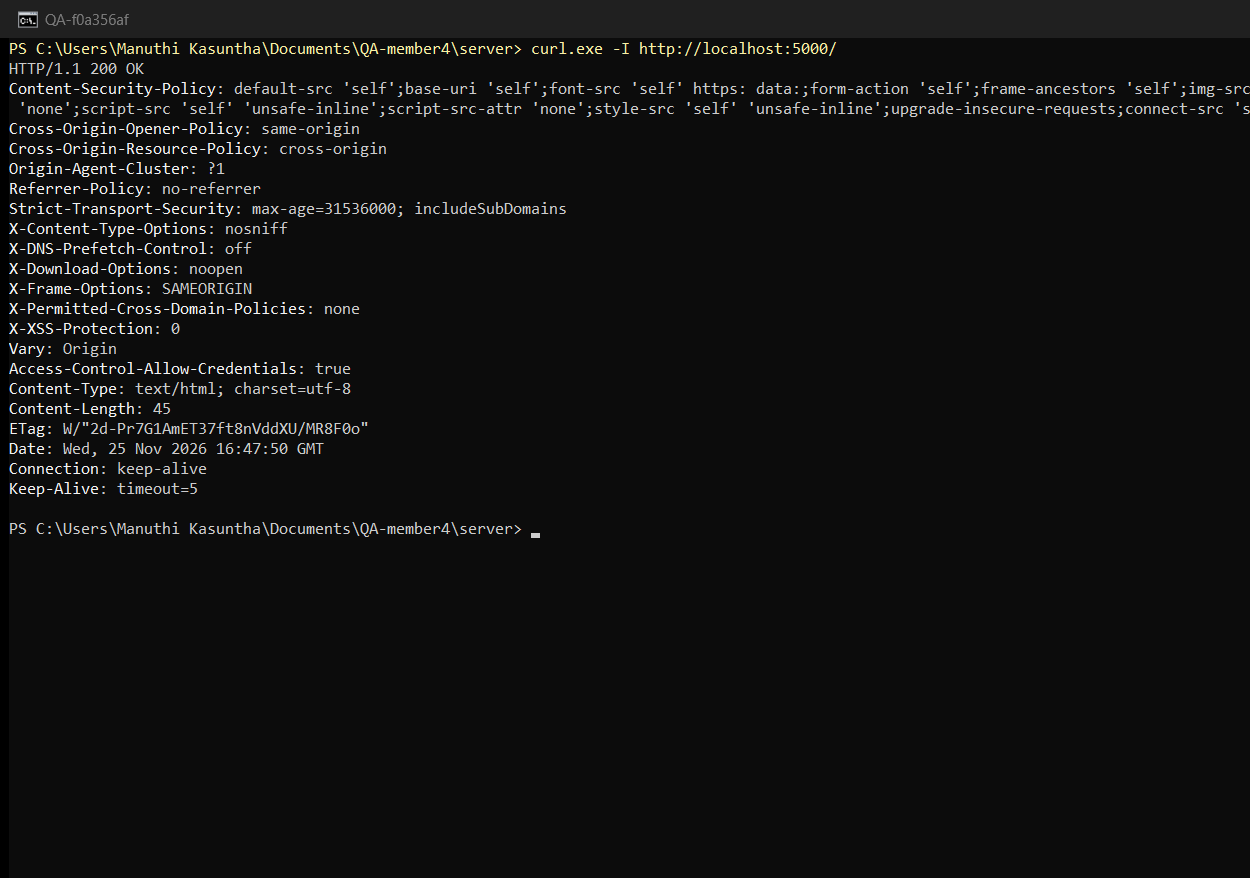 QA-f0a356af
PS C:\Users\Manuthi Kasuntha\Documents\QA-member4\server> curl.exe -I http://localhost:5000/
HTTP/1.1 200 OK
Content-Security-Policy: default-src 'self';base-uri 'self';font-src 'self' https: data:;form-action 'self';frame-ancestors 'self';img-src
'none';script-src 'self' 'unsafe-inline';script-src-attr 'none';style-src 'self' 'unsafe-inline';upgrade-insecure-requests;connect-src 's
Cross-Origin-Opener-Policy: same-origin
Cross-Origin-Resource-Policy: cross-origin
Origin-Agent-Cluster: ?1
Referrer-Policy: no-referrer
Strict-Transport-Security: max-age=31536000; includeSubDomains
X-Content-Type-Options: nosniff
X-DNS-Prefetch-Control: off
X-Download-Options: noopen
X-Frame-Options: SAMEORIGIN
X-Permitted-Cross-Domain-Policies: none
X-XSS-Protection: 0
Vary: Origin
Access-Control-Allow-Credentials: true
Content-Type: text/html; charset=utf-8
Content-Length: 45
ETag: W/"2d-Pr7G1AmET37ft8nVddXU/MR8F0o"
Date: Wed, 25 Nov 2026 16:47:50 GMT
Connection: keep-alive
Keep-Alive: timeout=5
PS C:\Users\Manuthi Kasuntha\Documents\QA-member4\server>